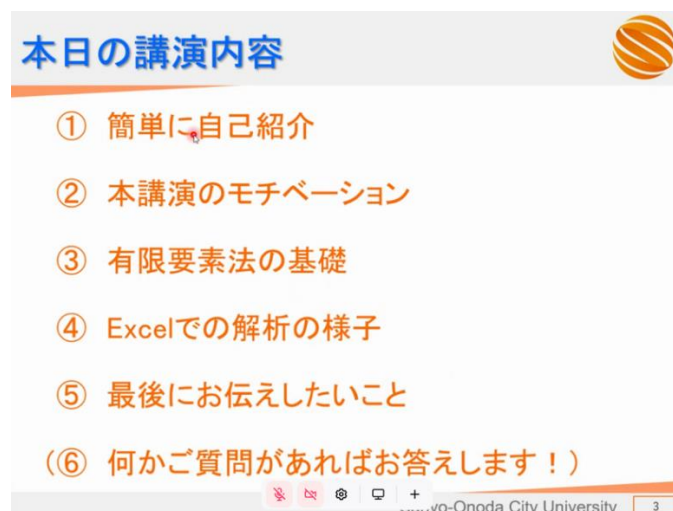 本日の講演内容
① 簡単に自己紹介
② 本講演のモチベーション
③ 有限要素法の基礎
④ Excelでの解析の様子
⑤ 最後にお伝えしたいこと
(⑥ 何かご質問があればお答えします！)
-Onoda City University 3